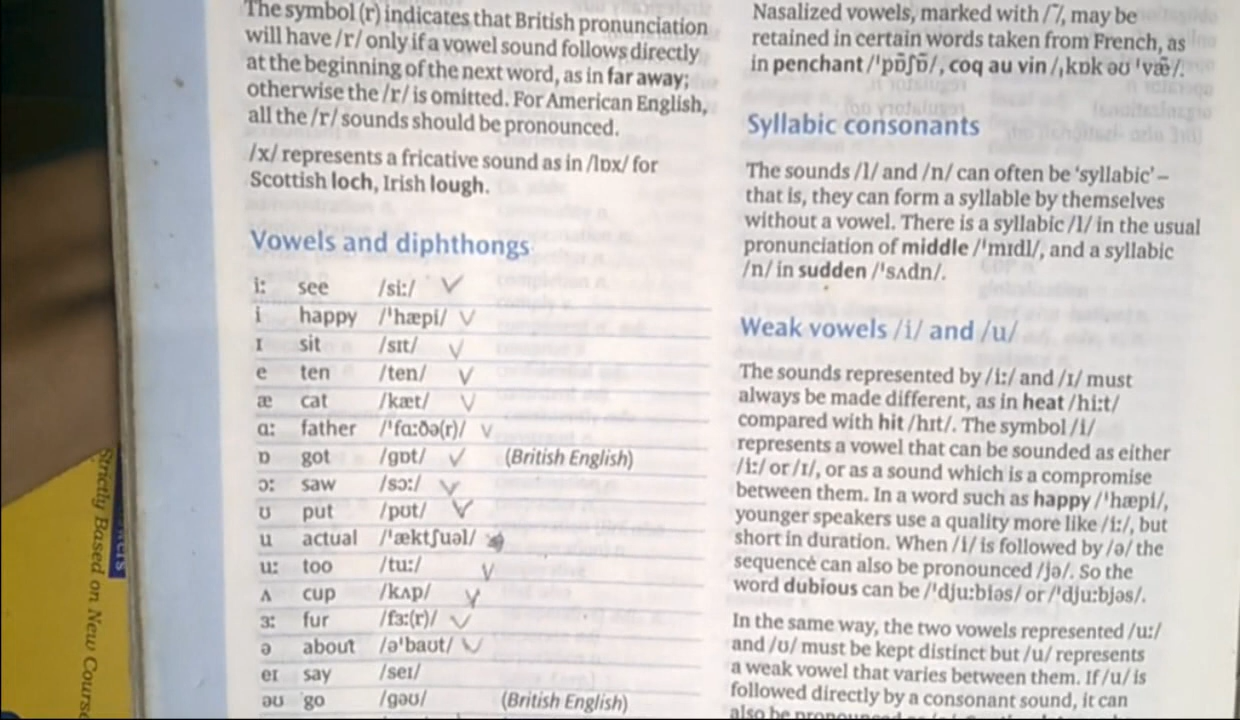 The symbol (r) indicates that British pronunciation
will have /r/ only if a vowel sound follows directly
at the beginning of the next word, as in far away;
otherwise the /r/ is omitted. For American English,
all the /r/ sounds should be pronounced.
/x/ represents a fricative sound as in /lɒx/ for
Scottish loch, Irish lough.
Vowels and diphthongs
iː see /siː/
i happy /ˈhæpi/
ɪ sit /sɪt/
e ten /ten/
æ cat /kæt/
ɑː father /ˈfɑːðə(r)/
ɒ got /ɡɒt/ (British English)
ɔː saw /sɔː/
ʊ put /pʊt/
u actual /ˈæktʃuəl/
uː too /tuː/
ʌ cup /kʌp/
ɜː fur /fɜː(r)/
ə about /əˈbaʊt/
eɪ say /seɪ/
əʊ go /ɡəʊ/ (British English)
Nasalized vowels, marked with /˜/, may be
retained in certain words taken from French, as
in penchant /ˈpɒ̃ʃɒ̃/, coq au vin /ˌkɒk əʊ ˈvæ̃/.
Syllabic consonants
The sounds /l/ and /n/ can often be ‘syllabic’ –
that is, they can form a syllable by themselves
without a vowel. There is a syllabic /l/ in the usual
pronunciation of middle /ˈmɪdl/, and a syllabic
/n/ in sudden /ˈsʌdn/.
Weak vowels /i/ and /u/
The sounds represented by /iː/ and /ɪ/ must
always be made different, as in heat /hiːt/
compared with hit /hɪt/. The symbol /i/
represents a vowel that can be sounded as either
/iː/ or /ɪ/, or as a sound which is a compromise
between them. In a word such as happy /ˈhæpi/,
younger speakers use a quality more like /iː/, but
short in duration. When /i/ is followed by /ə/ the
sequence can also be pronounced /jə/. So the
word dubious can be /ˈdjuːbiəs/ or /ˈdjuːbjəs/.
In the same way, the two vowels represented /uː/
and /ʊ/ must be kept distinct but /u/ represents
a weak vowel that varies between them. If /u/ is
followed directly by a consonant sound, it can
also be
Strictly Based on New Course